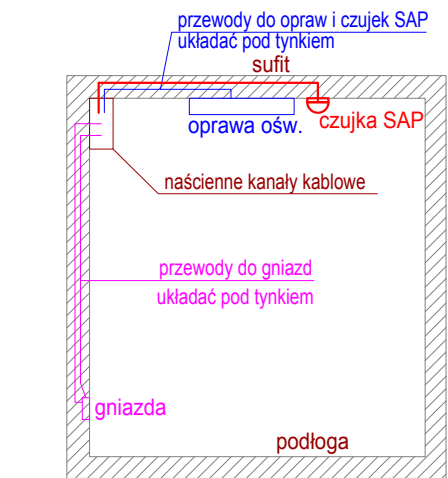 przewody do opraw i czujek SAP
układać pod tynkiem
sufit
oprawa ośw.
czujka SAP
naścienne kanały kablowe
przewody do gniazd
układać pod tynkiem
gniazda
podłoga